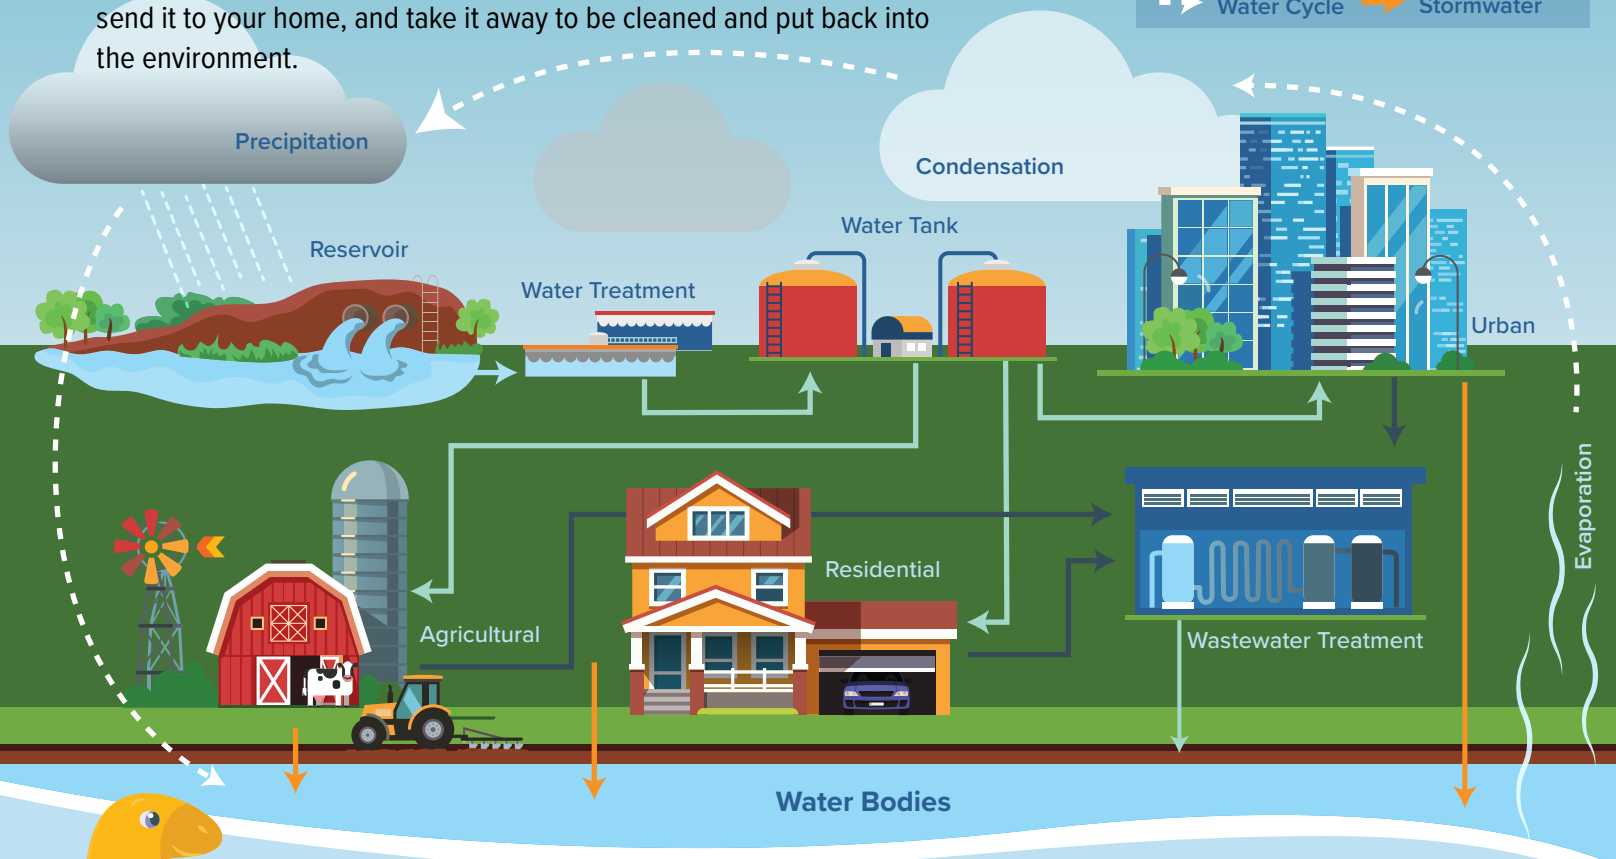 send it to your home, and take it away to be cleaned and put back into
the environment.
Water Cycle
Stormwater
Precipitation
Condensation
Water Tank
Reservoir
Water Treatment
Urban
Evaporation
Residential
Agricultural
Wastewater Treatment
Water Bodies